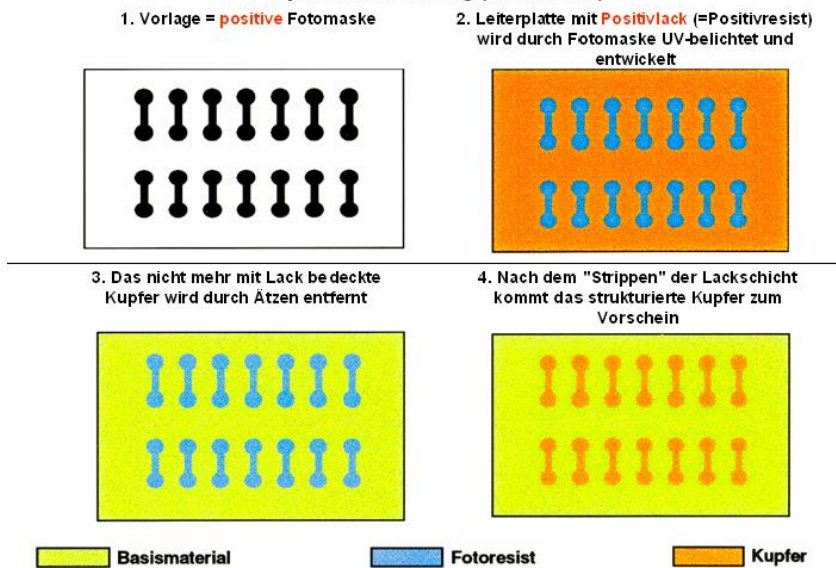 1. Vorlage = positive Fotomaske
2. Leiterplatte mit Positivlack (=Positivresist)
wird durch Fotomaske UV-belichtet und
entwickelt
3. Das nicht mehr mit Lack bedeckte
Kupfer wird durch Ätzen entfernt
4. Nach dem "Strippen" der Lackschicht
kommt das strukturierte Kupfer zum
Vorschein
Basismaterial
Fotoresist
Kupfer